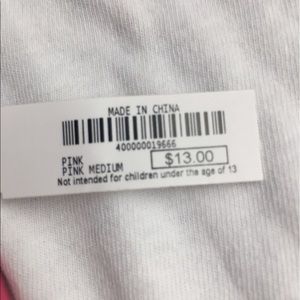 MADE IN CHINA
400000019666
PINK
$13.00
PINK MEDIUM
Not intended for children under the age of 13